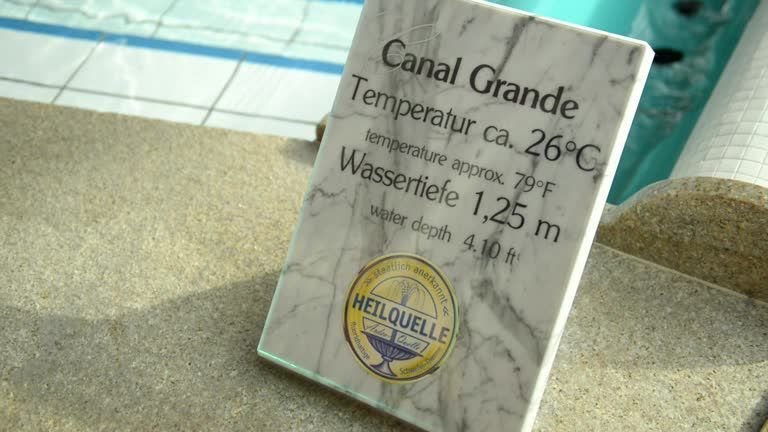 Canal Grande
Temperatur ca. 26°C
temperature approx. 79°F
Wassertiefe 1,25 m
water depth 4.10 ft
staatlich anerkannt
HEILQUELLE
Quelle